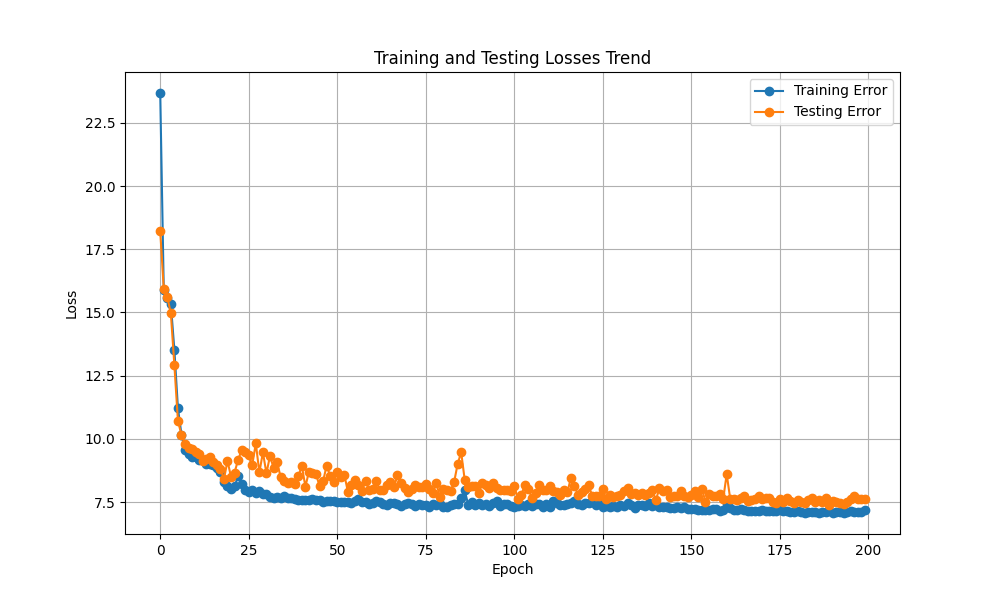 Training and Testing Losses Trend
Training Error
Testing Error
22.5
20.0
17.5
15.0
12.5
10.0
7.5
Loss
0 25 50 75 100 125 150 175 200
Epoch